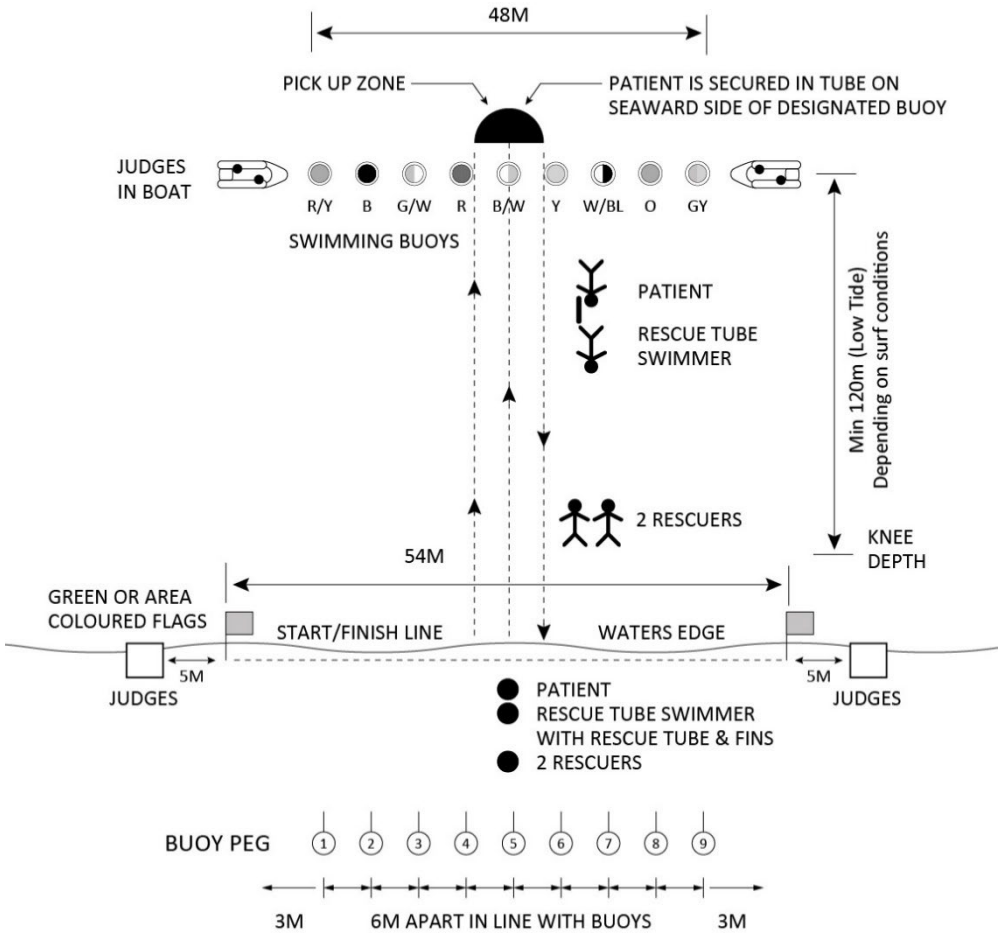 48M
PICK UP ZONE
PATIENT IS SECURED IN TUBE ON
SEAWARD SIDE OF DESIGNATED BUOY
JUDGES
IN BOAT
R/Y B G/W R B/W Y W/BL O GY
SWIMMING BUOYS
PATIENT
RESCUE TUBE
SWIMMER
Min 120m (Low Tide)
Depending on surf conditions
2 RESCUERS
KNEE
DEPTH
54M
GREEN OR AREA
COLOURED FLAGS
START/FINISH LINE
WATERS EDGE
5M
5M
JUDGES
JUDGES
PATIENT
RESCUE TUBE SWIMMER
WITH RESCUE TUBE & FINS
2 RESCUERS
BUOY PEG
1 2 3 4 5 6 7 8 9
3M
6M APART IN LINE WITH BUOYS
3M